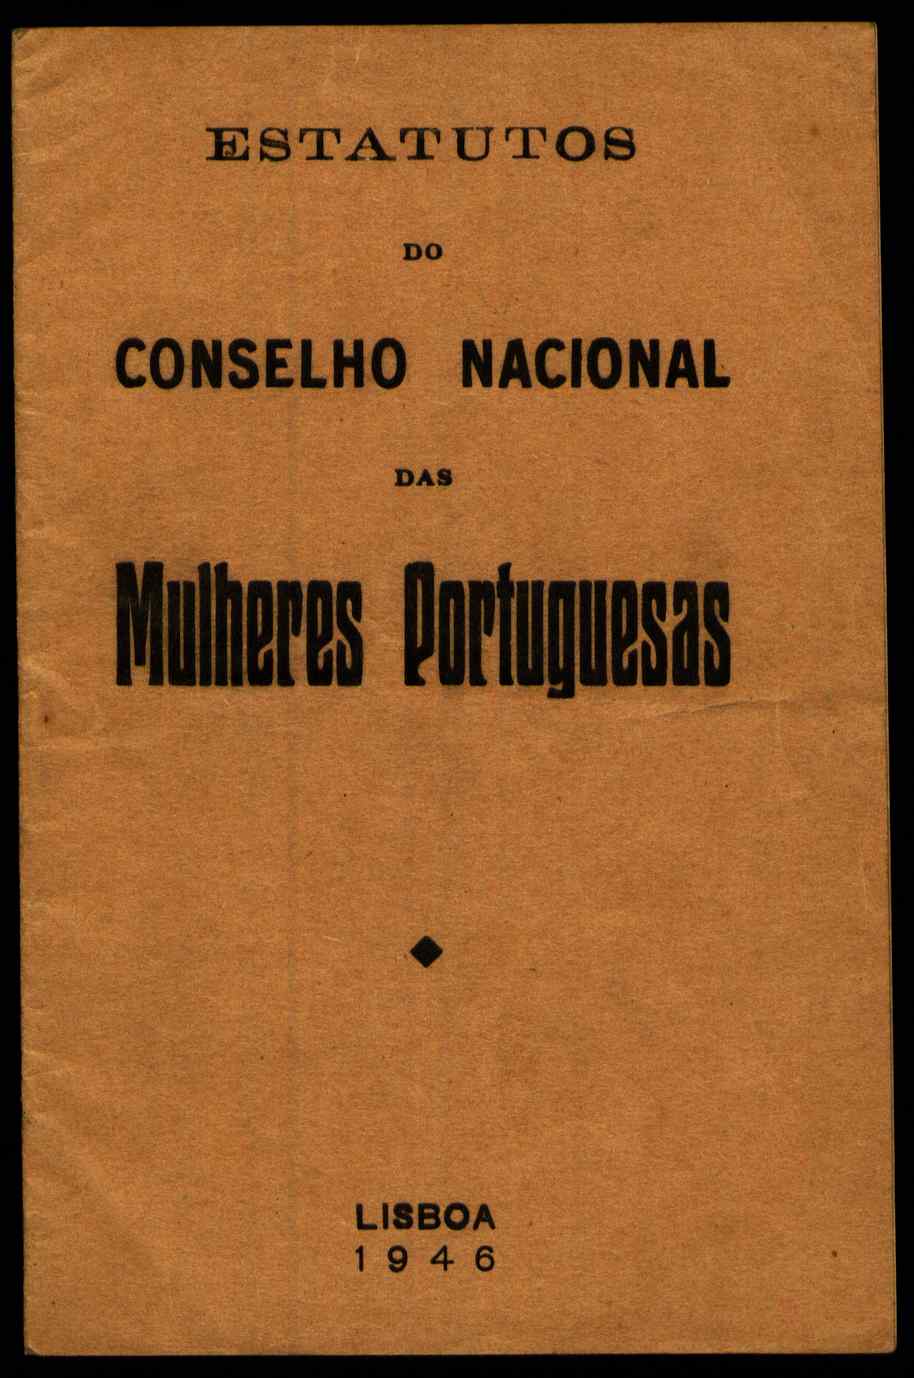 ESTATUTOS
DO
CONSELHO NACIONAL
DAS
Mulheres Portuguesas
LISBOA
1946